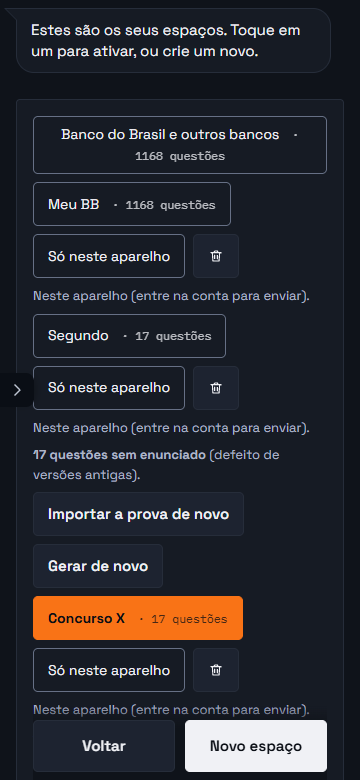 Estes são os seus espaços. Toque em
um para ativar, ou crie um novo.
Banco do Brasil e outros bancos ·
1168 questões
Meu BB · 1168 questões
Só neste aparelho
Neste aparelho (entre na conta para enviar).
Segundo · 17 questões
Só neste aparelho
Neste aparelho (entre na conta para enviar).
17 questões sem enunciado (defeito de
versões antigas).
Importar a prova de novo
Gerar de novo
Concurso X · 17 questões
Só neste aparelho
Neste aparelho (entre na conta para enviar).
Voltar Novo espaço